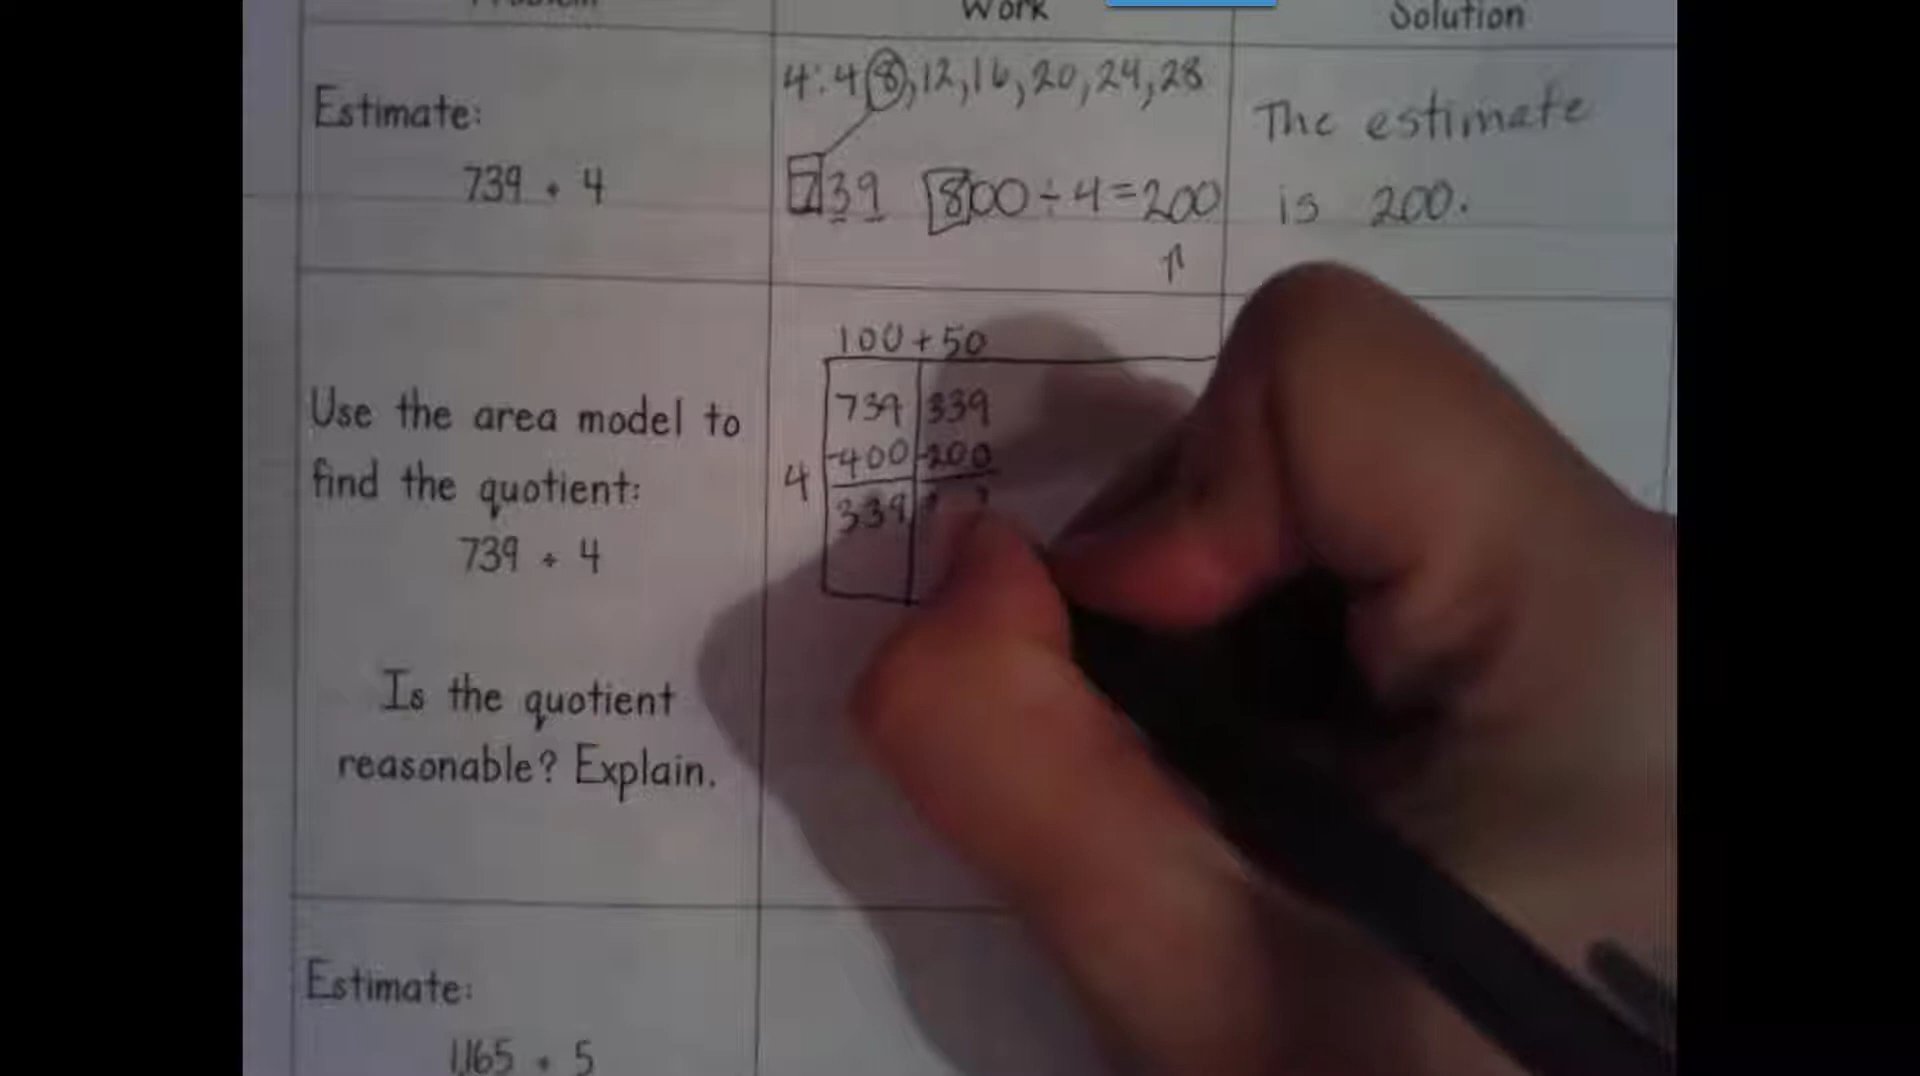 Work
Solution
Estimate:
739 ÷ 4
4: 4 8, 12, 16, 20, 24, 28
739 800 ÷ 4 = 200
The estimate
is 200.
Use the area model to
find the quotient:
739 ÷ 4
Is the quotient
reasonable? Explain.
100 + 50
739 339
-400 -200
4
339
Estimate:
1,165 ÷ 5